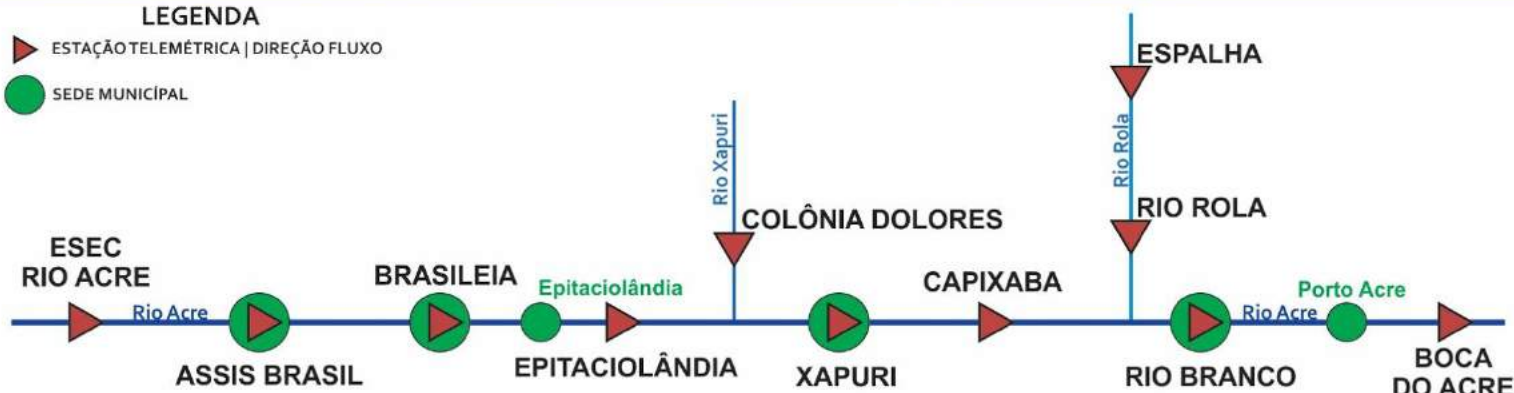 LEGENDA
ESTAÇÃO TELEMÉTRICA | DIREÇÃO FLUXO
SEDE MUNICÍPAL
ESPALHA
Rio Xapuri
Rio Rola
COLÔNIA DOLORES
RIO ROLA
ESEC
RIO ACRE
BRASILEIA
Epitaciolândia
CAPIXABA
Porto Acre
Rio Acre
Rio Acre
ASSIS BRASIL
EPITACIOLÂNDIA
XAPURI
RIO BRANCO
BOCA
DO ACRE